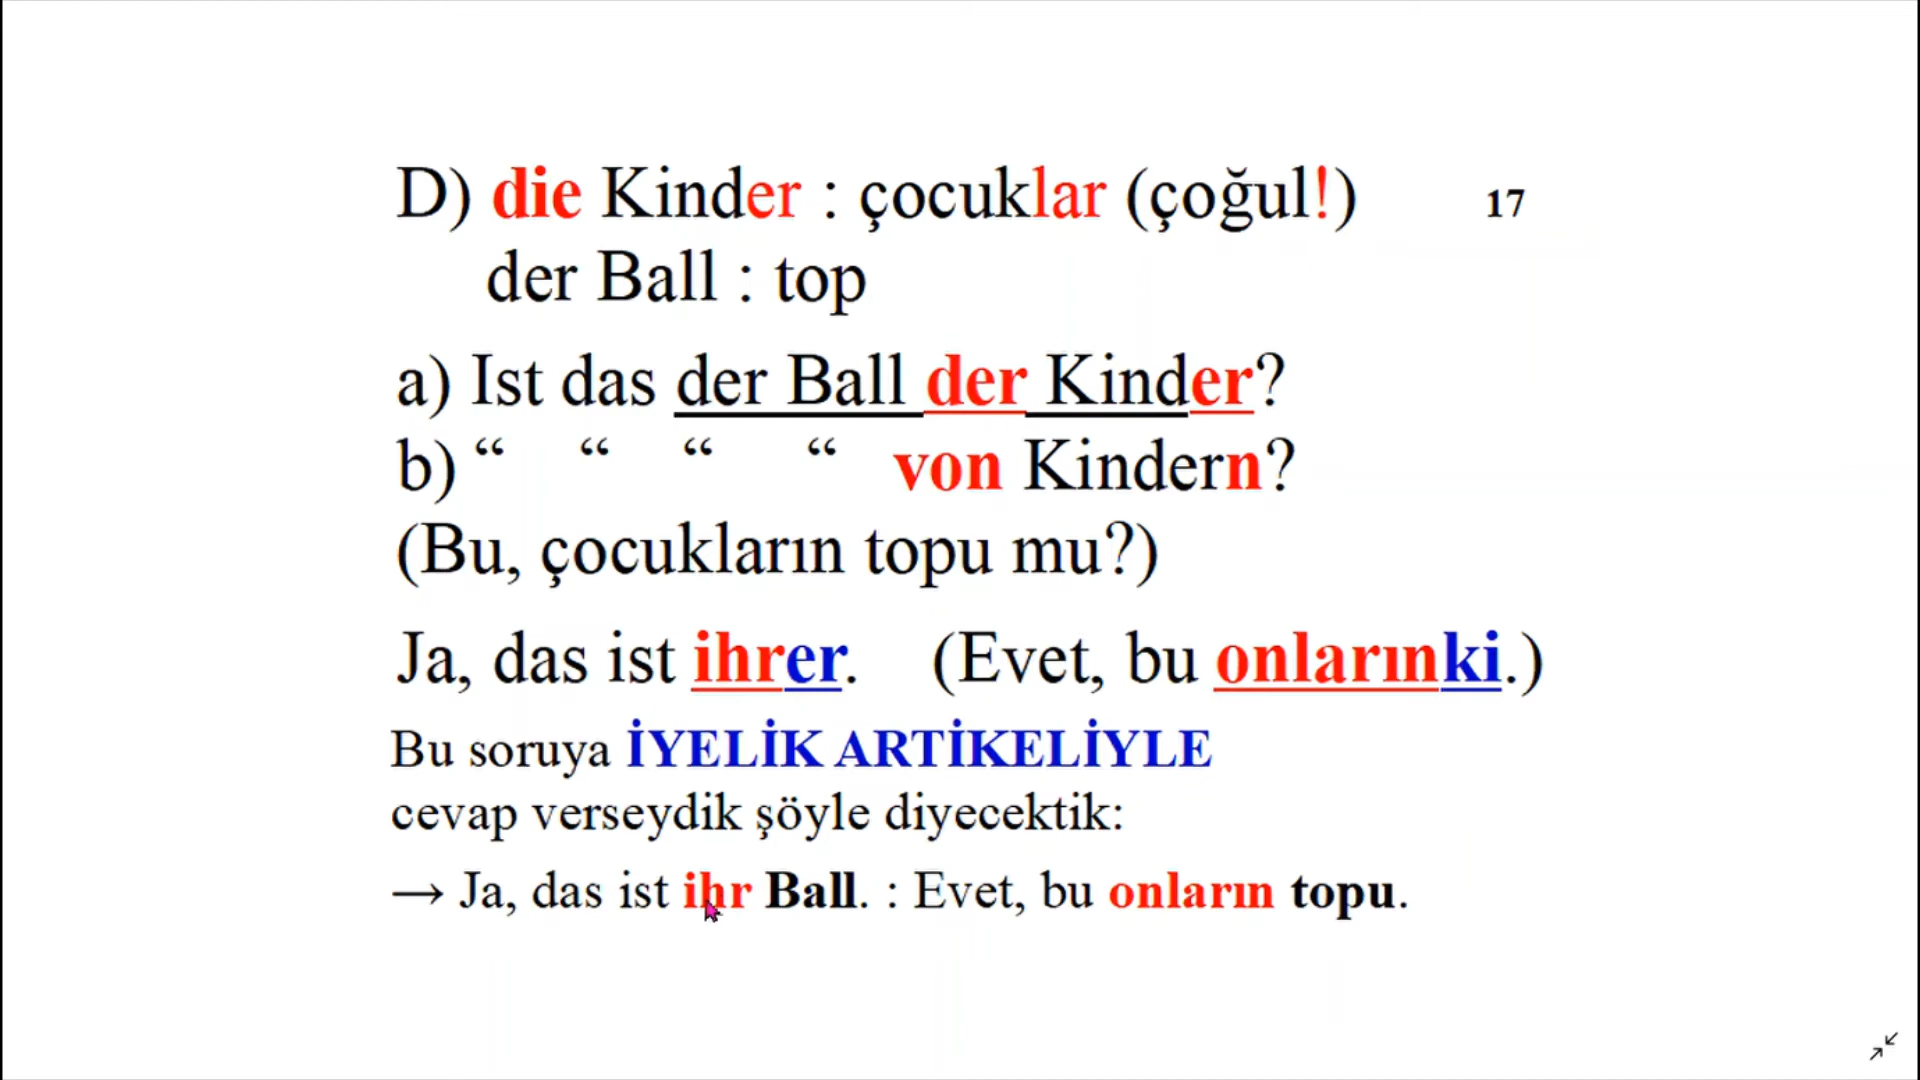 D) die Kinder : çocuklar (çoğul!) 17
der Ball : top
a) Ist das der Ball der Kinder?
b) “ “ “ “ von Kindern?
(Bu, çocukların topu mu?)
Ja, das ist ihrer. (Evet, bu onlarınki.)
Bu soruya İYELİK ARTİKELİYLE
cevap verseydik şöyle diyecektik:
→ Ja, das ist ihr Ball. : Evet, bu onların topu.